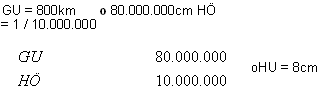 GU = 800km o 80.000.000cm HÖ
= 1 / 10.000.000
GU 80.000.000
HÖ 10.000.000
oHU = 8cm